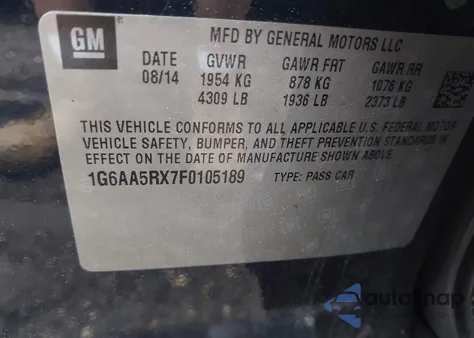 GM
MFD BY GENERAL MOTORS LLC
DATE GVWR GAWR FRT GAWR RR
08/14 1954 KG 878 KG 1076 KG
4309 LB 1936 LB 2373 LB
THIS VEHICLE CONFORMS TO ALL APPLICABLE U.S. FEDERAL MOTOR
VEHICLE SAFETY, BUMPER, AND THEFT PREVENTION STANDARDS IN
EFFECT ON THE DATE OF MANUFACTURE SHOWN ABOVE.
1G6AA5RX7F0105189 TYPE: PASS CAR
autosnap